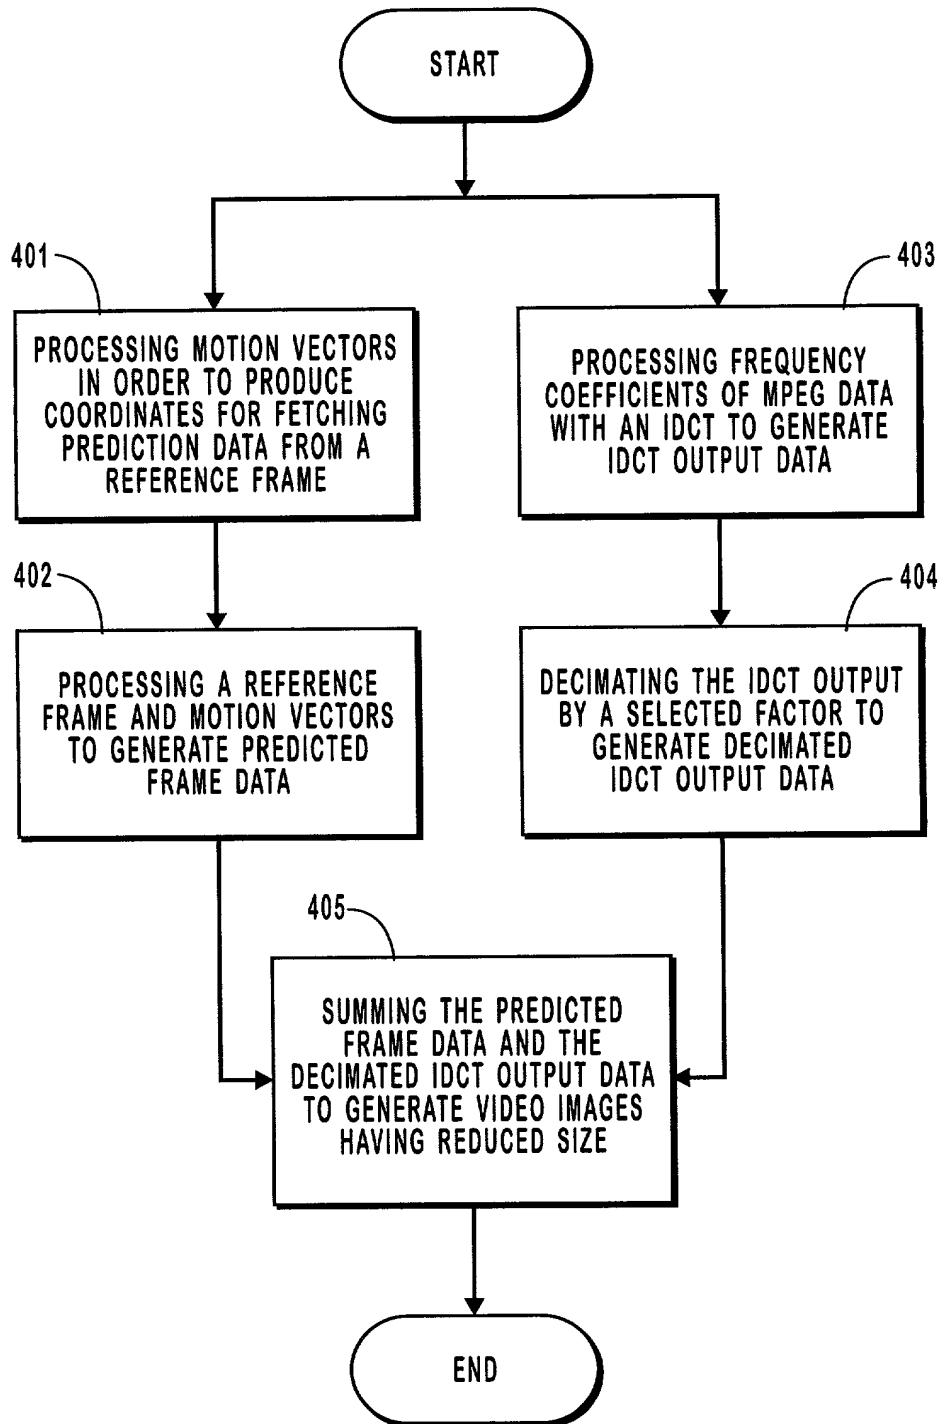 START
401
PROCESSING MOTION VECTORS
IN ORDER TO PRODUCE
COORDINATES FOR FETCHING
PREDICTION DATA FROM A
REFERENCE FRAME
403
PROCESSING FREQUENCY
COEFFICIENTS OF MPEG DATA
WITH AN IDCT TO GENERATE
IDCT OUTPUT DATA
402
PROCESSING A REFERENCE
FRAME AND MOTION VECTORS
TO GENERATE PREDICTED
FRAME DATA
404
DECIMATING THE IDCT OUTPUT
BY A SELECTED FACTOR TO
GENERATE DECIMATED
IDCT OUTPUT DATA
405
SUMMING THE PREDICTED
FRAME DATA AND THE
DECIMATED IDCT OUTPUT DATA
TO GENERATE VIDEO IMAGES
HAVING REDUCED SIZE
END